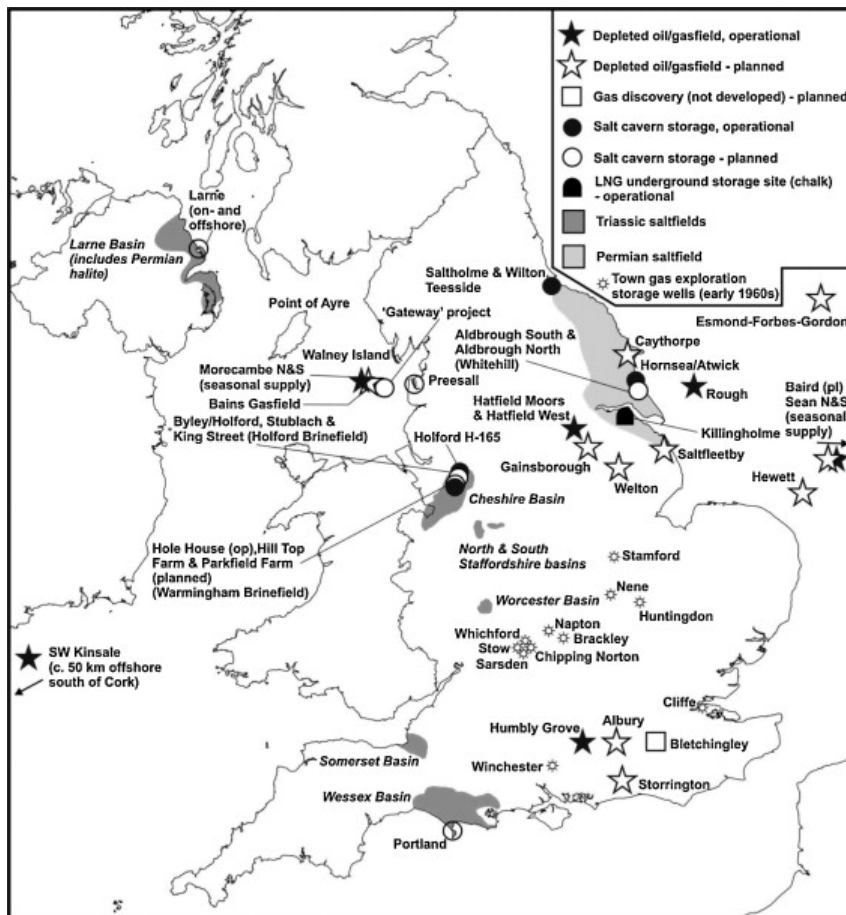 Depleted oil/gasfield, operational
Depleted oil/gasfield - planned
Gas discovery (not developed) - planned
Salt cavern storage, operational
Salt cavern storage - planned
LNG underground storage site (chalk)
- operational
Triassic saltfields
Permian saltfield
Town gas exploration
storage wells (early 1960s)
Larne
(on- and
offshore)
Larne Basin
(includes Permian
halite)
Saltholme & Wilton
Teesside
Point of Ayre
'Gateway' project
Esmond-Forbes-Gordon
Walney Island
Aldbrough South &
Aldbrough North
(Whitehill)
Caythorpe
Hornsea/Atwick
Morecambe N&S
(seasonal supply)
Preesall
Rough
Baird (pl)
Sean N&S
(seasonal
supply)
Bains Gasfield
Hatfield Moors
& Hatfield West
Byley/Holford, Stublach &
King Street (Holford Brinefield)
Killingholme
Holford H-165
Saltfleetby
Gainsborough
Welton
Hewett
Cheshire Basin
Hole House (op),Hill Top
Farm & Parkfield Farm
(planned)
(Warmingham Brinefield)
North & South
Staffordshire basins
Stamford
Nene
Worcester Basin
Huntingdon
Napton
Whichford
Brackley
Stow
Chipping Norton
Sarsden
SW Kinsale
(c. 50 km offshore
south of Cork)
Cliffe
Humbly Grove
Albury
Bletchingley
Somerset Basin
Winchester
Storrington
Wessex Basin
Portland